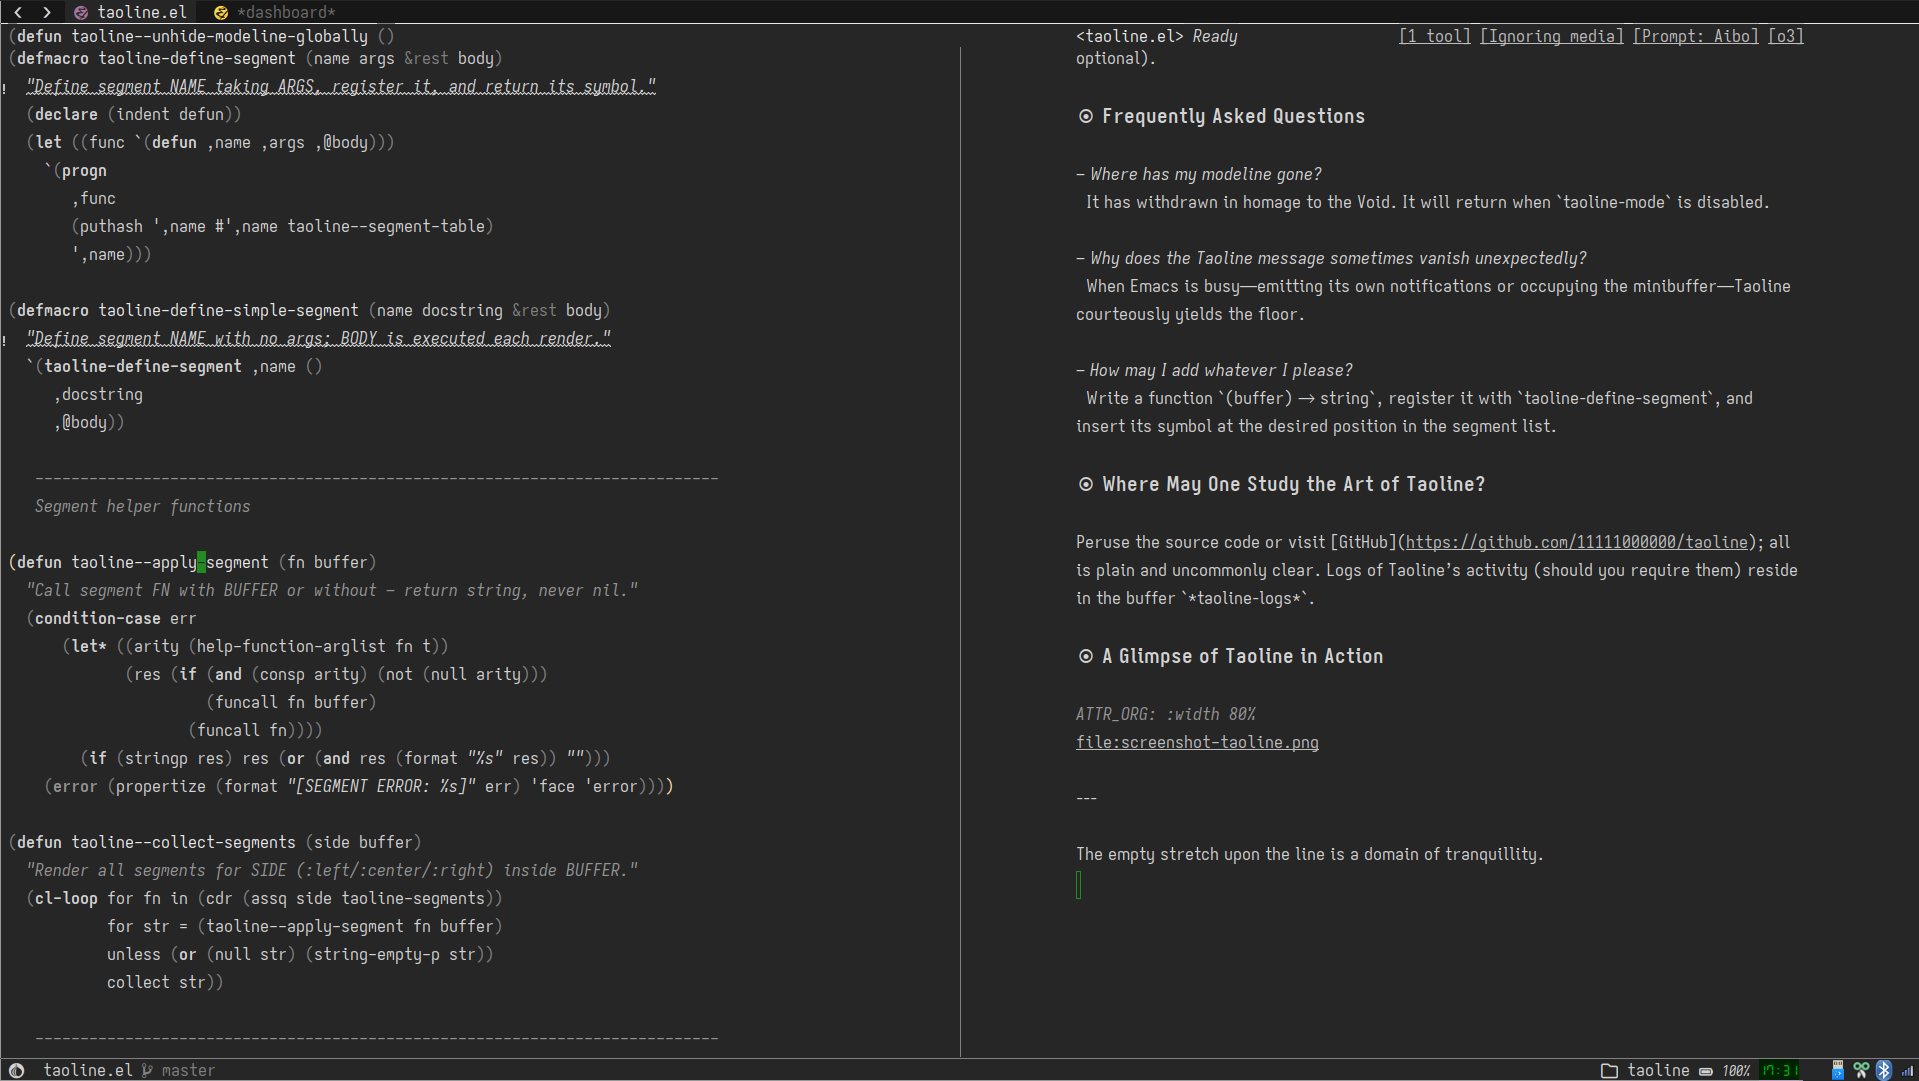 taoline.el *dashboard*
(defun taoline--unhide-modeline-globally ()
(defmacro taoline-define-segment (name args &rest body)
! "Define segment NAME taking ARGS, register it, and return its symbol."
(declare (indent defun))
(let ((func `(defun ,name ,args ,@body)))
`(progn
,func
(puthash ',name #',name taoline--segment-table)
',name)))
(defmacro taoline-define-simple-segment (name docstring &rest body)
! "Define segment NAME with no args; BODY is executed each render."
`(taoline-define-segment ,name ()
,docstring
,@body))
----------------------------------------------------------------------------
Segment helper functions
(defun taoline--apply-segment (fn buffer)
"Call segment FN with BUFFER or without – return string, never nil."
(condition-case err
(let* ((arity (help-function-arglist fn t))
(res (if (and (consp arity) (not (null arity)))
(funcall fn buffer)
(funcall fn))))
(if (stringp res) res (or (and res (format "%s" res)) "")))
(error (propertize (format "[SEGMENT ERROR: %s]" err) 'face 'error))))
(defun taoline--collect-segments (side buffer)
"Render all segments for SIDE (:left/:center/:right) inside BUFFER."
(cl-loop for fn in (cdr (assq side taoline-segments))
for str = (taoline--apply-segment fn buffer)
unless (or (null str) (string-empty-p str))
collect str))
----------------------------------------------------------------------------
<taoline.el> Ready [1 tool] [Ignoring media] [Prompt: Aibo] [o3]
optional).
Frequently Asked Questions
– Where has my modeline gone?
It has withdrawn in homage to the Void. It will return when `taoline-mode` is disabled.
– Why does the Taoline message sometimes vanish unexpectedly?
When Emacs is busy—emitting its own notifications or occupying the minibuffer—Taoline
courteously yields the floor.
– How may I add whatever I please?
Write a function `(buffer) → string`, register it with `taoline-define-segment`, and
insert its symbol at the desired position in the segment list.
Where May One Study the Art of Taoline?
Peruse the source code or visit [GitHub](https://github.com/11111000000/taoline); all
is plain and uncommonly clear. Logs of Taoline’s activity (should you require them) reside
in the buffer `*taoline-logs*`.
A Glimpse of Taoline in Action
ATTR_ORG: :width 80%
file:screenshot-taoline.png
---
The empty stretch upon the line is a domain of tranquillity.
taoline.el master taoline 100% 17:31